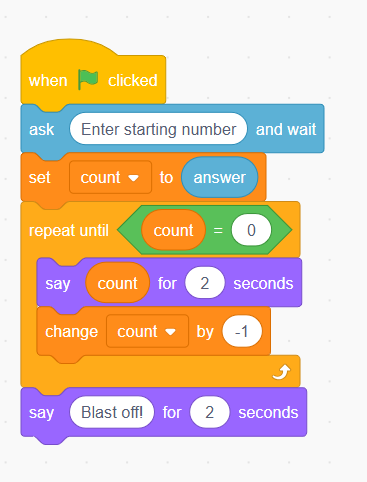 when clicked
ask Enter starting number and wait
set count to answer
repeat until count = 0
say count for 2 seconds
change count by -1
say Blast off! for 2 seconds